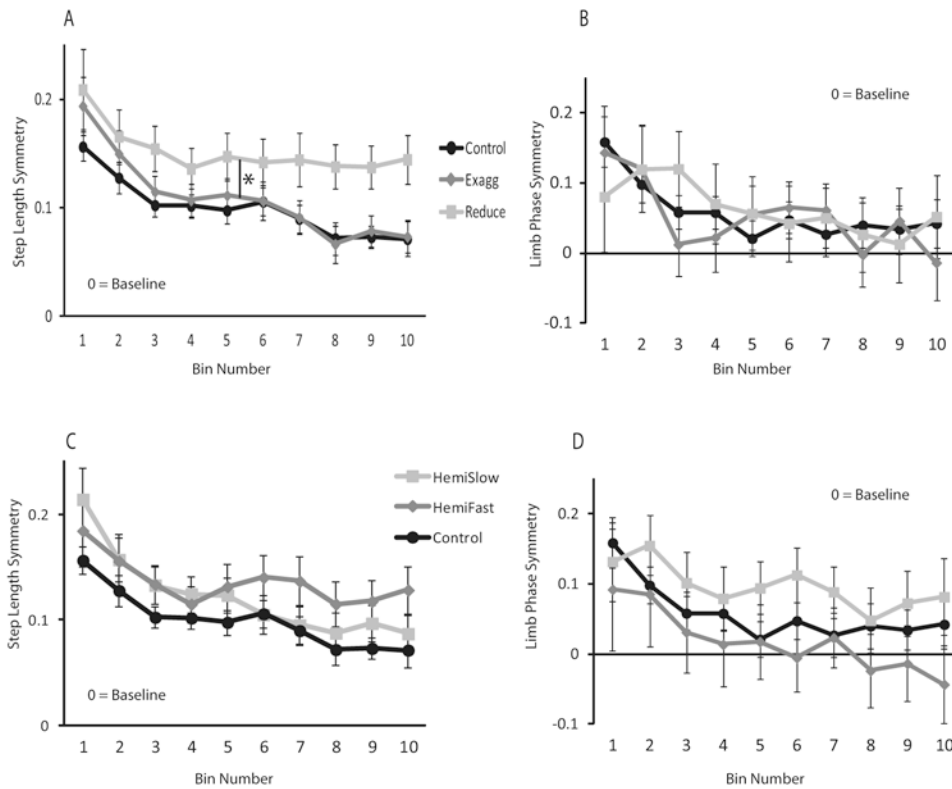 A
Step Length Symmetry
0.2
0.1
0
0 = Baseline
*
Control
Exagg
Reduce
1 2 3 4 5 6 7 8 9 10
Bin Number
B
Limb Phase Symmetry
0.2
0.1
0
-0.1
0 = Baseline
1 2 3 4 5 6 7 8 9 10
Bin Number
C
Step Length Symmetry
0.2
0.1
0
HemiSlow
HemiFast
Control
0 = Baseline
1 2 3 4 5 6 7 8 9 10
Bin Number
D
Limb Phase Symmetry
0.2
0.1
0
-0.1
0 = Baseline
1 2 3 4 5 6 7 8 9 10
Bin Number